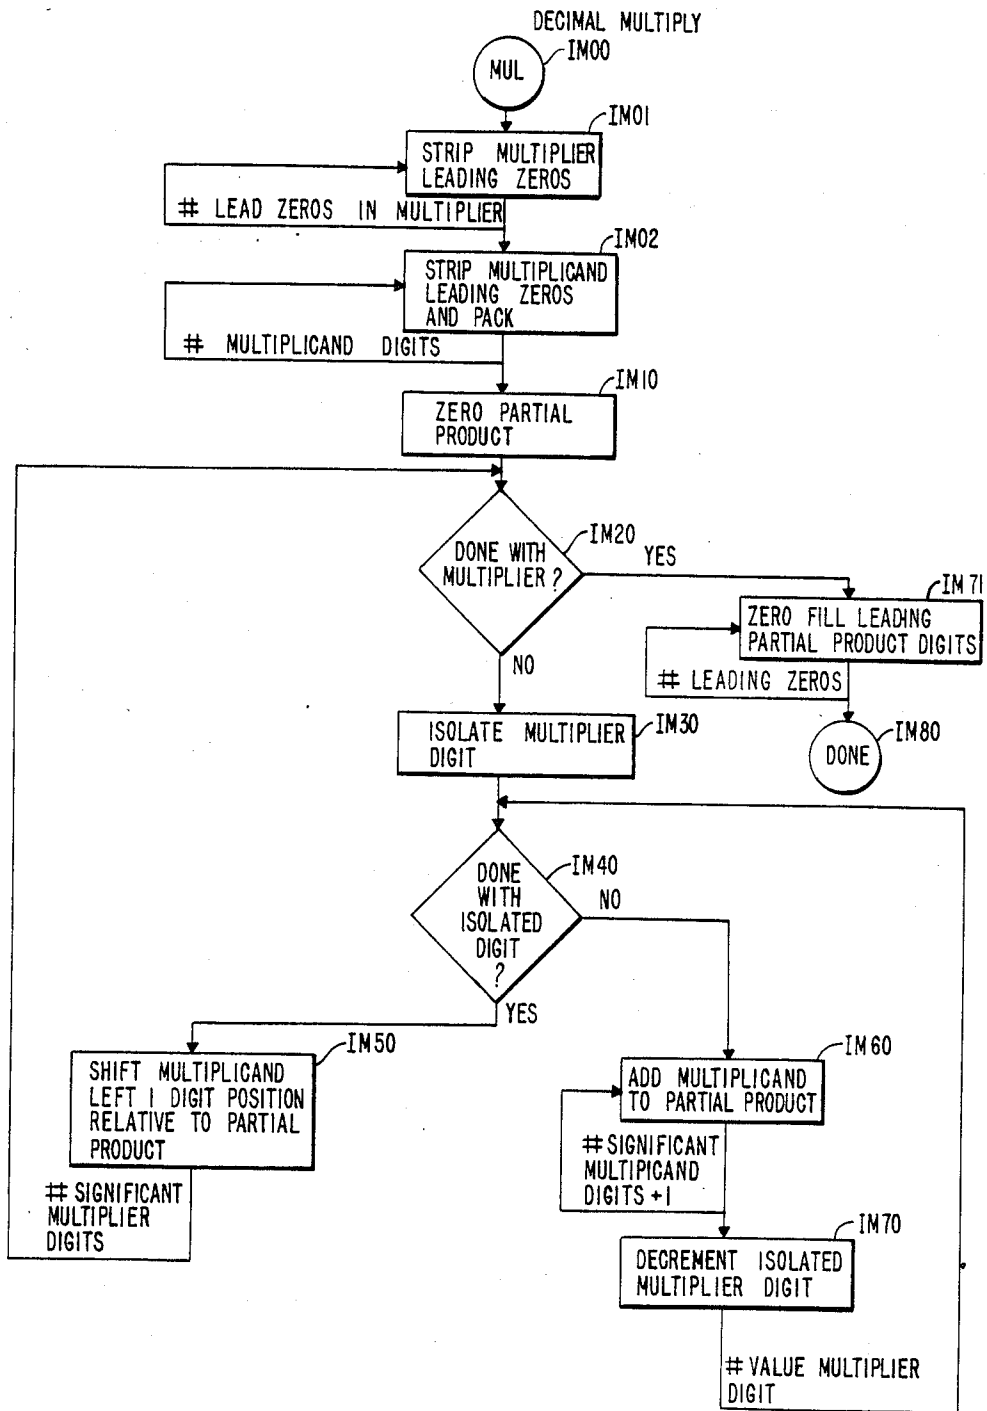 DECIMAL MULTIPLY
IM00
MUL
IM01
STRIP MULTIPLIER
LEADING ZEROS
# LEAD ZEROS IN MULTIPLIER
IM02
STRIP MULTIPLICAND
LEADING ZEROS
AND PACK
# MULTIPLICAND DIGITS
IM10
ZERO PARTIAL
PRODUCT
IM20
DONE WITH
MULTIPLIER ?
YES
IM71
ZERO FILL LEADING
PARTIAL PRODUCT DIGITS
# LEADING ZEROS
NO
IM30
ISOLATE MULTIPLIER
DIGIT
IM80
DONE
IM40
DONE
WITH
ISOLATED
DIGIT
?
NO
YES
IM50
SHIFT MULTIPLICAND
LEFT 1 DIGIT POSITION
RELATIVE TO PARTIAL
PRODUCT
# SIGNIFICANT
MULTIPLIER
DIGITS
IM60
ADD MULTIPLICAND
TO PARTIAL PRODUCT
# SIGNIFICANT
MULTIPICAND
DIGITS +1
IM70
DECREMENT ISOLATED
MULTIPLIER DIGIT
# VALUE MULTIPLIER
DIGIT